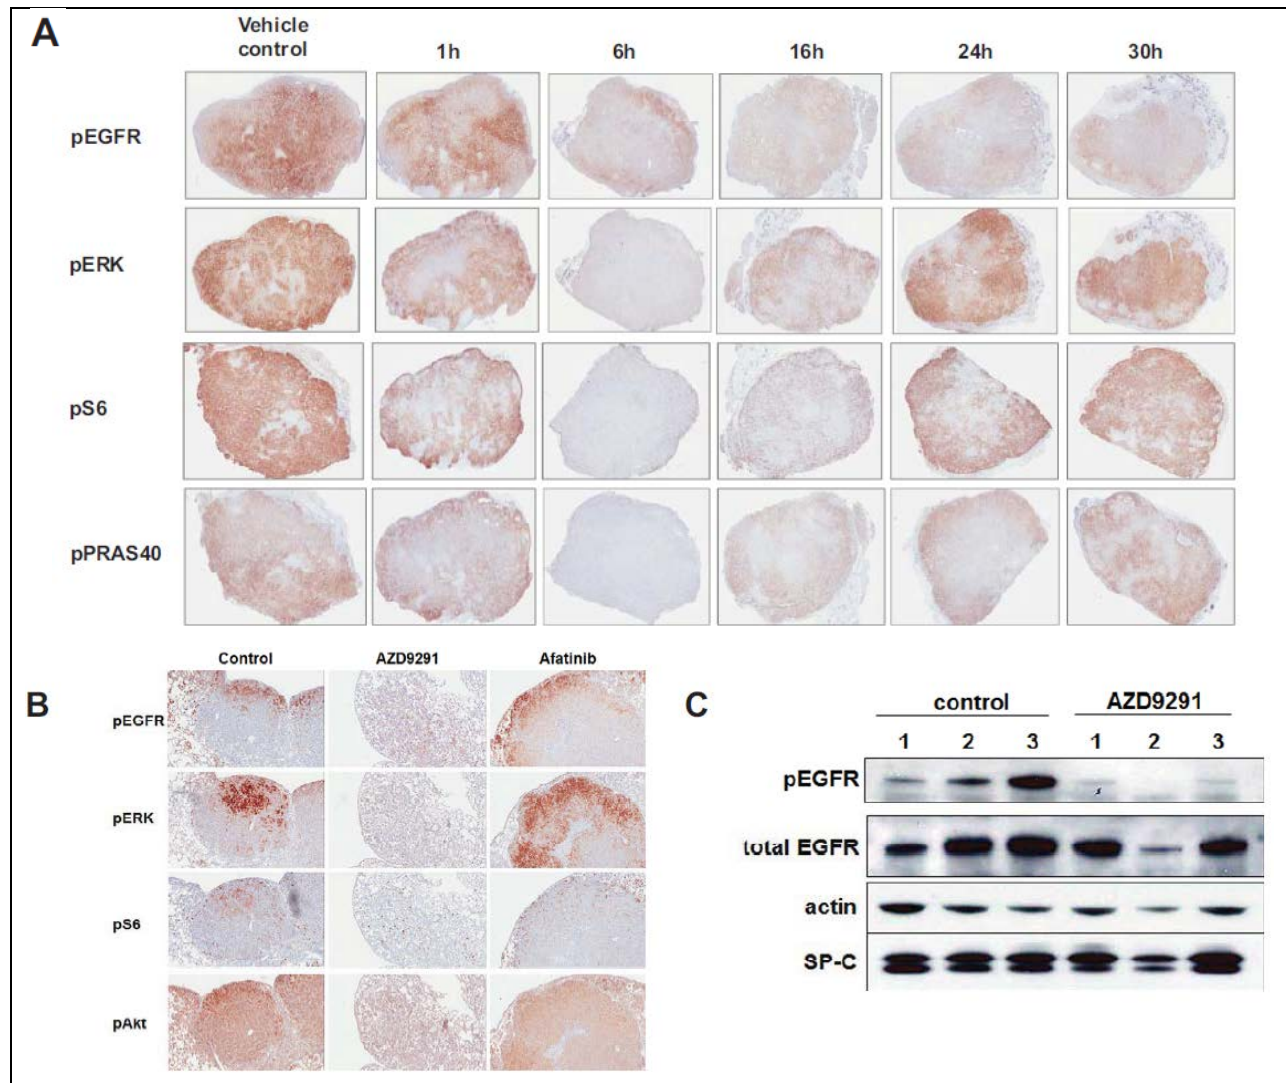 A
Vehicle
control 1h 6h 16h 24h 30h
pEGFR
pERK
pS6
pPRAS40
B
Control AZD9291 Afatinib
pEGFR
pERK
pS6
pAkt
C
control AZD9291
1 2 3 1 2 3
pEGFR
total EGFR
actin
SP-C